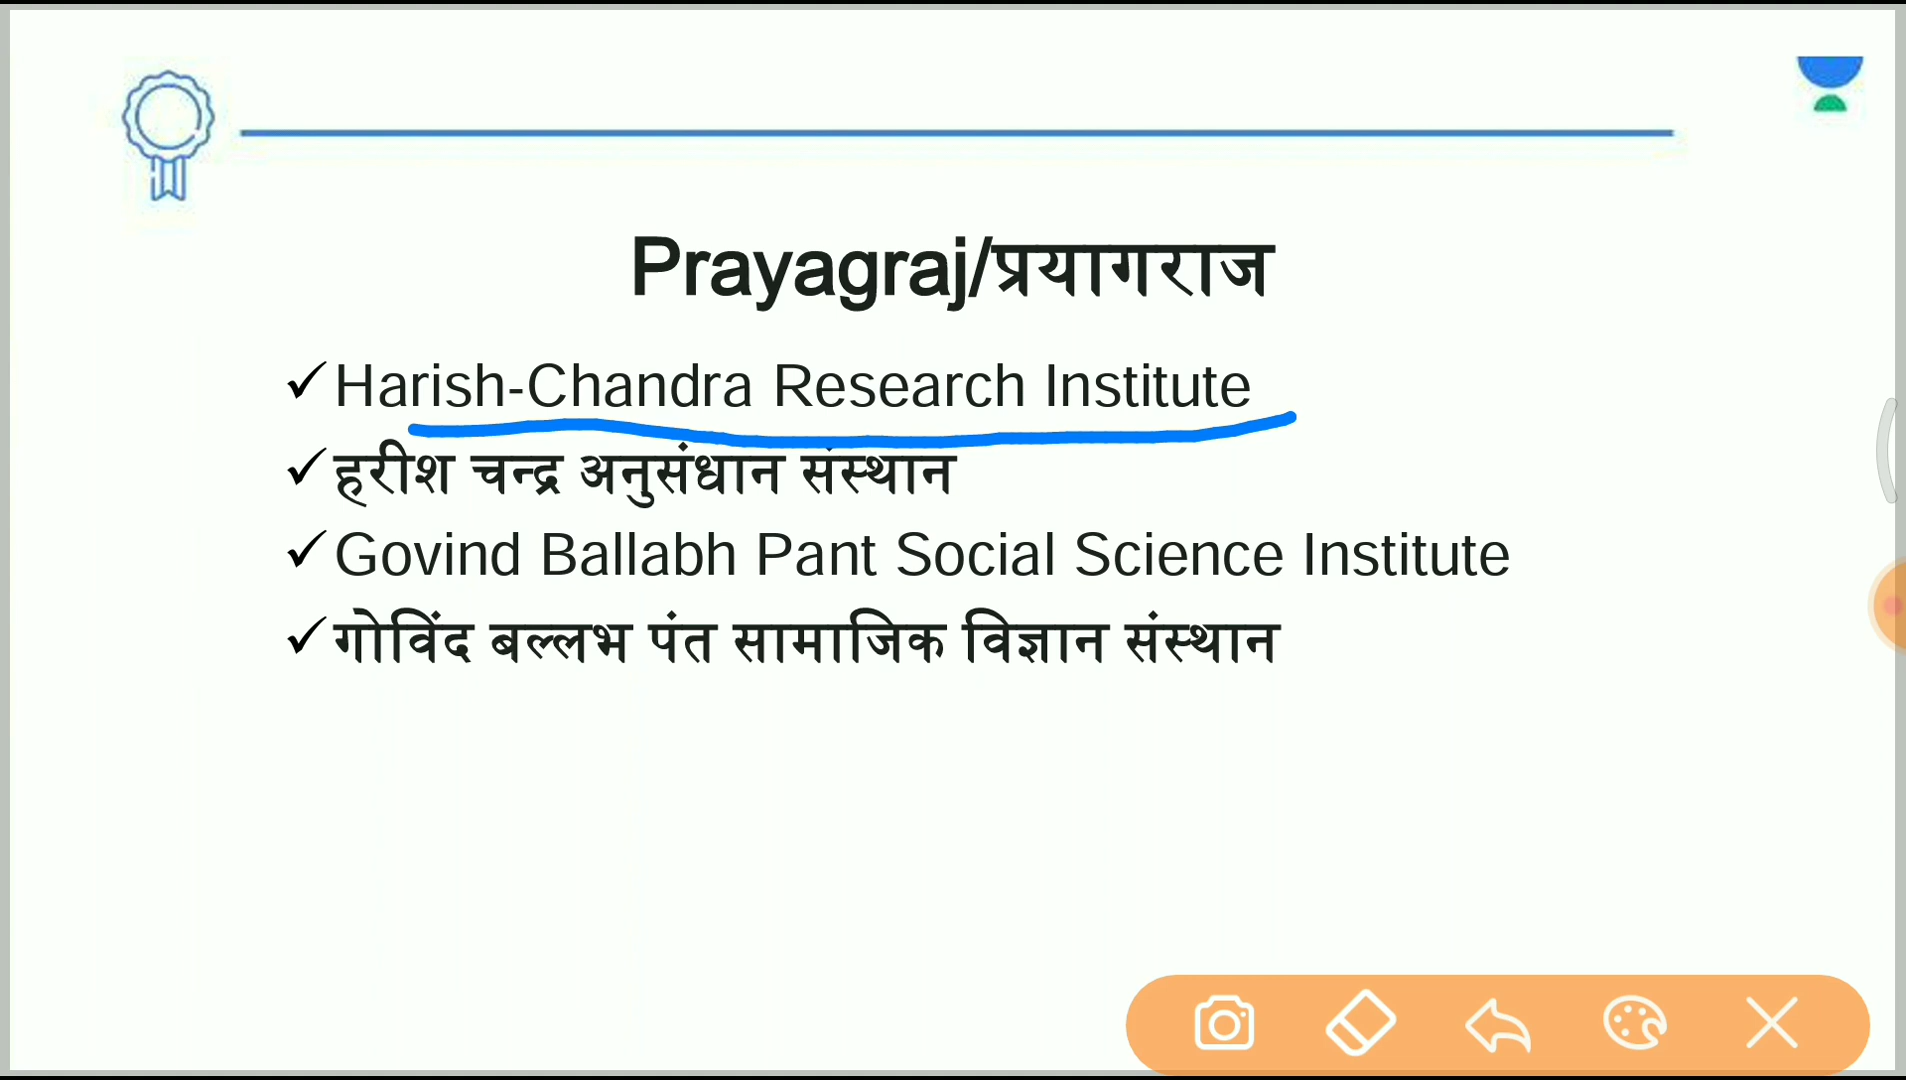 Prayagraj/प्रयागराज
✓Harish-Chandra Research Institute
✓हरीश चन्द्र अनुसंधान संस्थान
✓Govind Ballabh Pant Social Science Institute
✓गोविंद बल्लभ पंत सामाजिक विज्ञान संस्थान